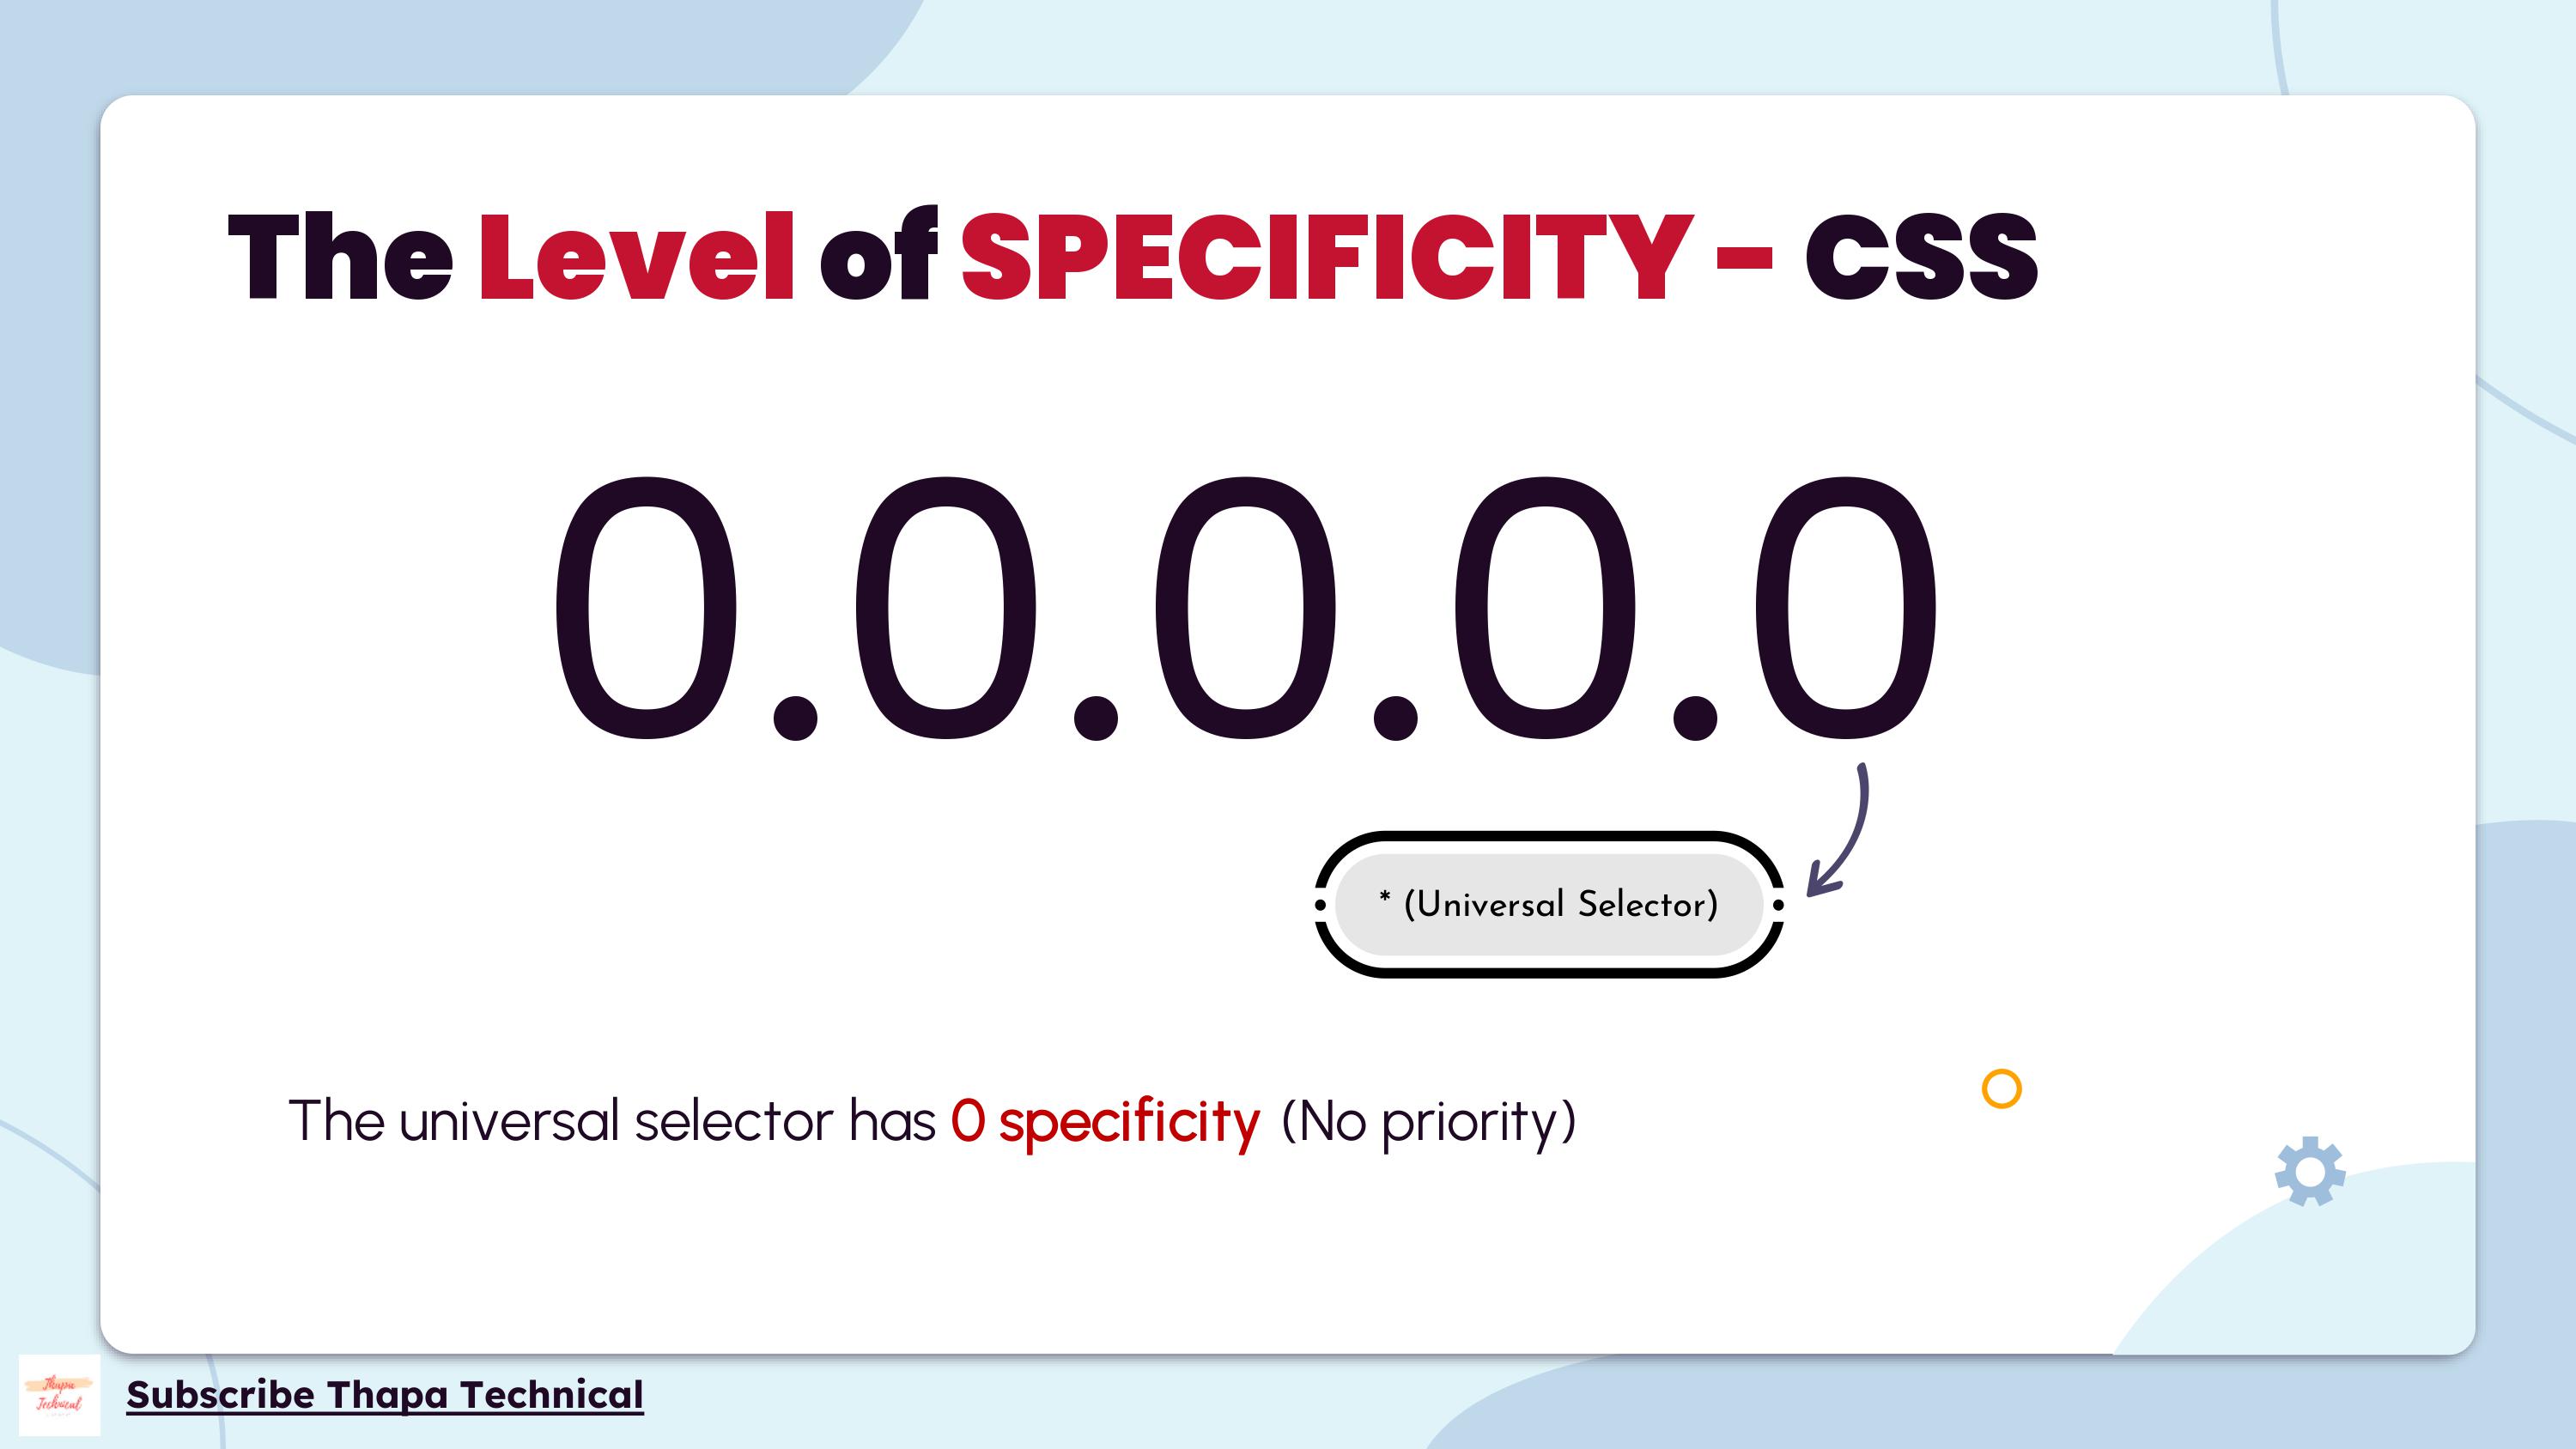 The Level of SPECIFICITY - CSS
0.0.0.0.0
* (Universal Selector)
The universal selector has 0 specificity (No priority)
Thapa
Technical
Subscribe Thapa Technical